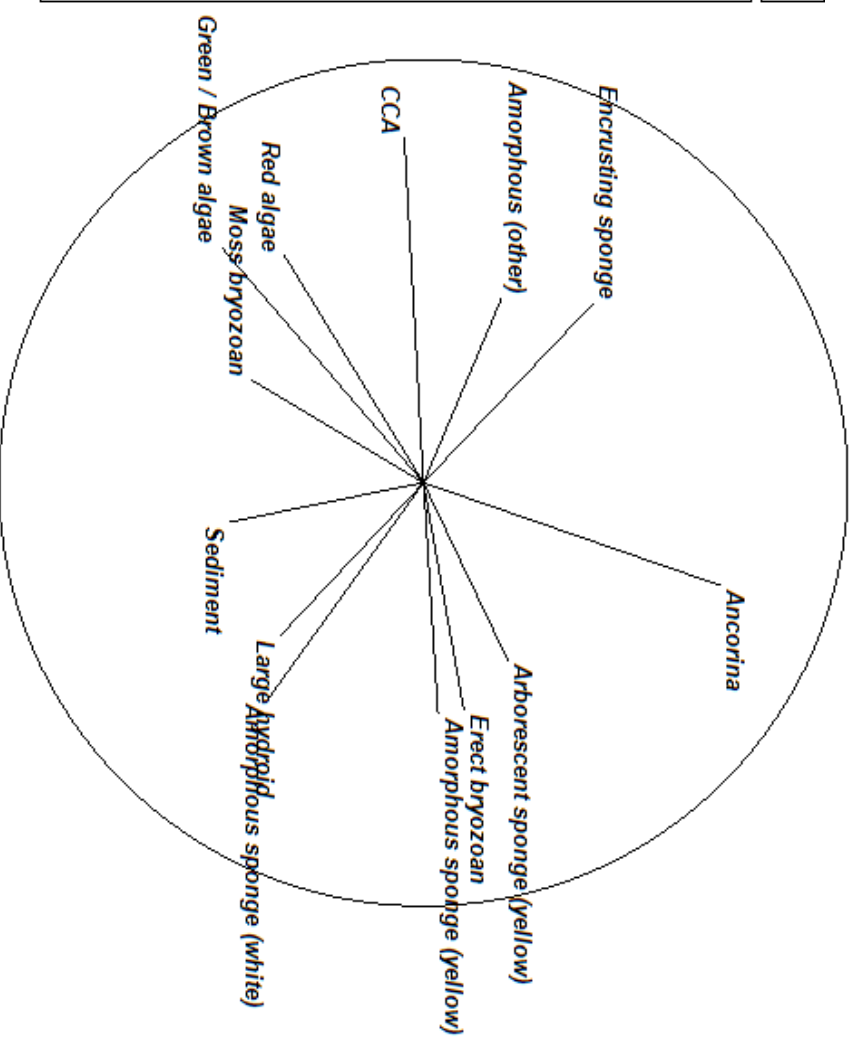 Green / Brown algae
Red algae
Moss bryozoan
CCA
Amorphous (other)
Encrusting sponge
Sediment
Large hydroid
Amorphous sponge (white)
Ancorina
Arborescent sponge (yellow)
Erect bryozoan
Amorphous sponge (yellow)